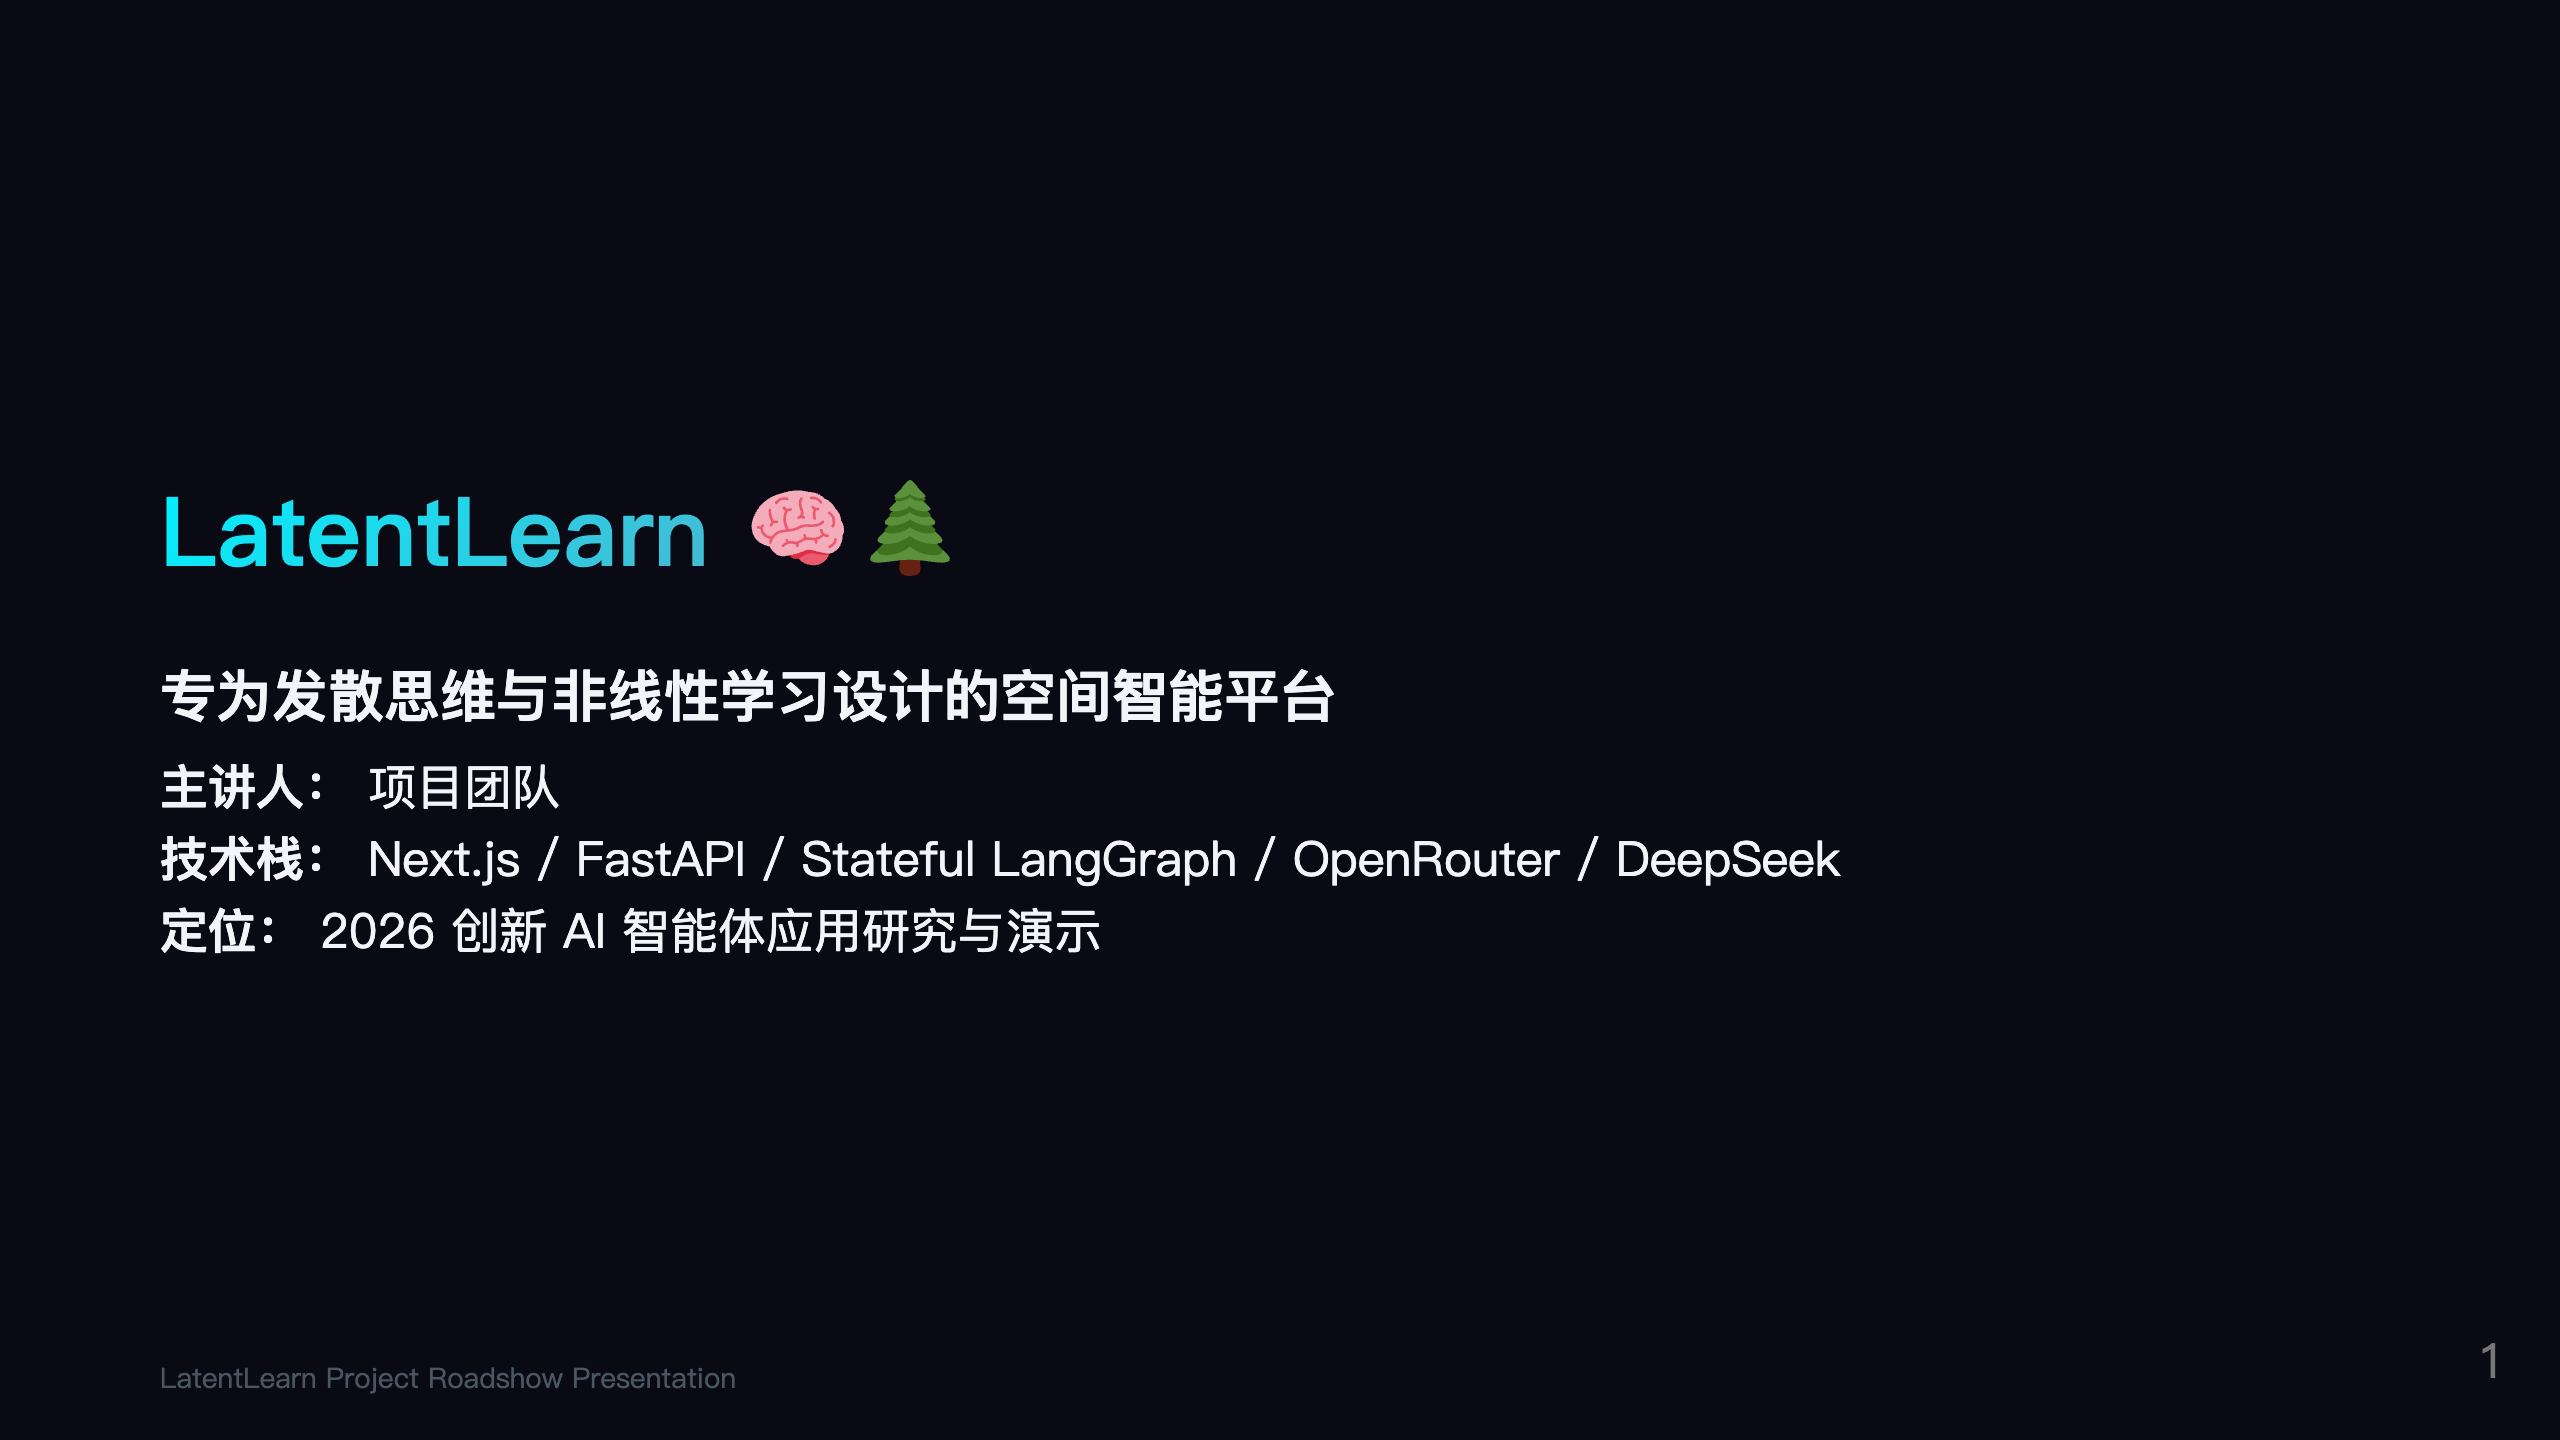 LatentLearn 🧠🌲
专为发散思维与非线性学习设计的空间智能平台
主讲人： 项目团队
技术栈： Next.js / FastAPI / Stateful LangGraph / OpenRouter / DeepSeek
定位： 2026 创新 AI 智能体应用研究与演示
LatentLearn Project Roadshow Presentation
1